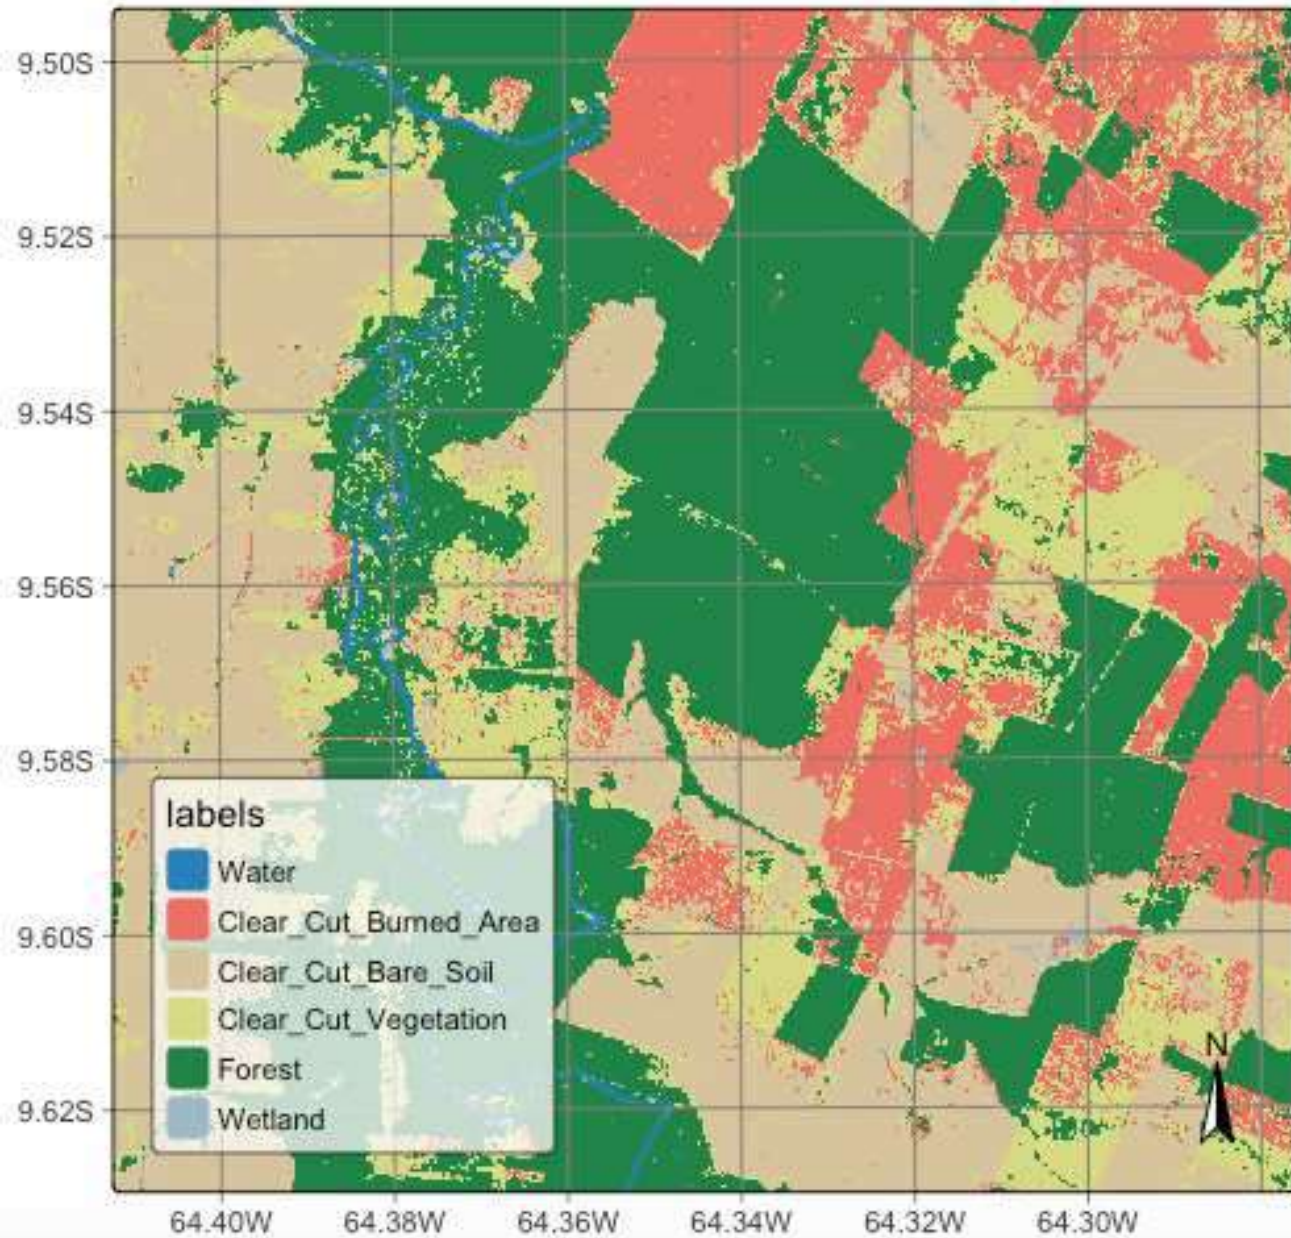 9.50S
9.52S
9.54S
9.56S
9.58S
9.60S
9.62S
labels
Water
Clear_Cut_Burned_Area
Clear_Cut_Bare_Soil
Clear_Cut_Vegetation
Forest
Wetland
N
64.40W 64.38W 64.36W 64.34W 64.32W 64.30W